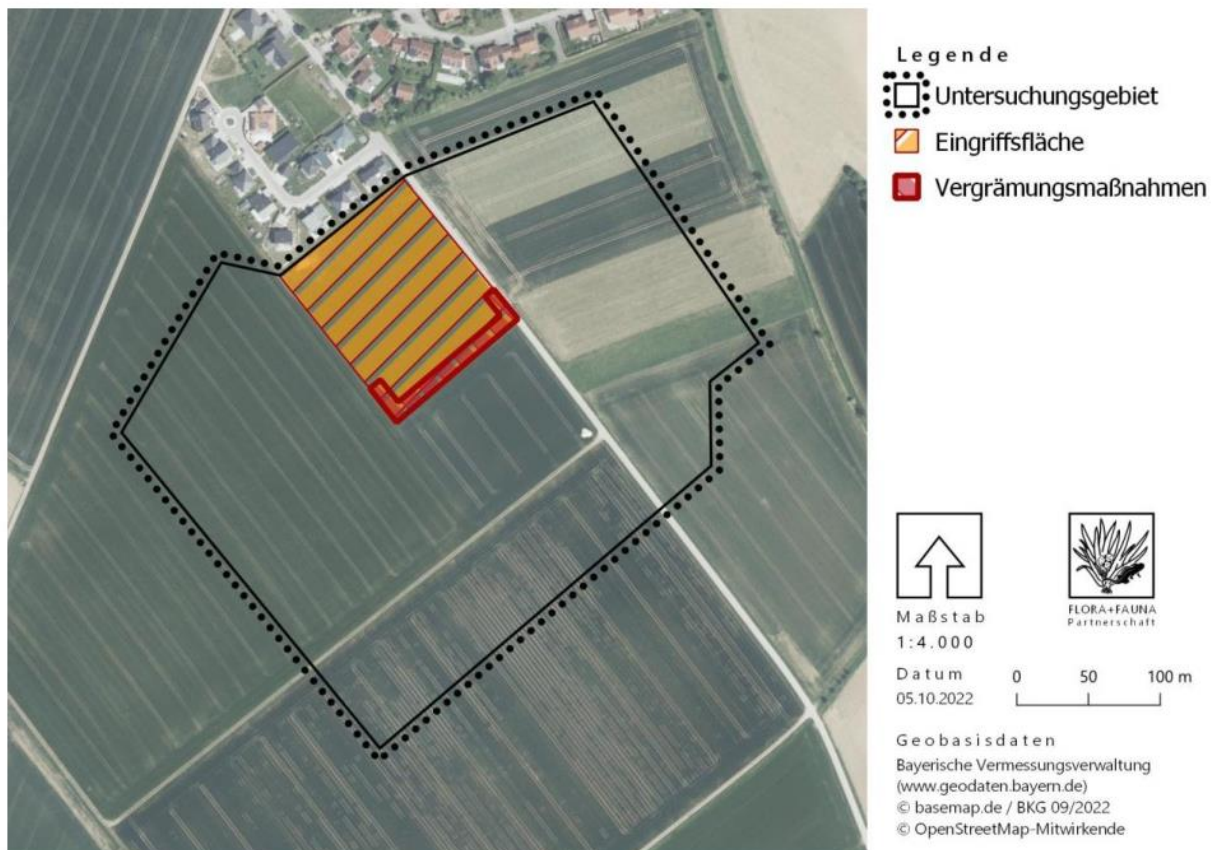 Legende
Untersuchungsgebiet
Eingriffsfläche
Vergrämungsmaßnahmen
Maßstab
1:4.000
FLORA+FAUNA
Partnerschaft
Datum
05.10.2022
0 50 100 m
Geobasisdaten
Bayerische Vermessungsverwaltung
(www.geodaten.bayern.de)
© basemap.de / BKG 09/2022
© OpenStreetMap-Mitwirkende